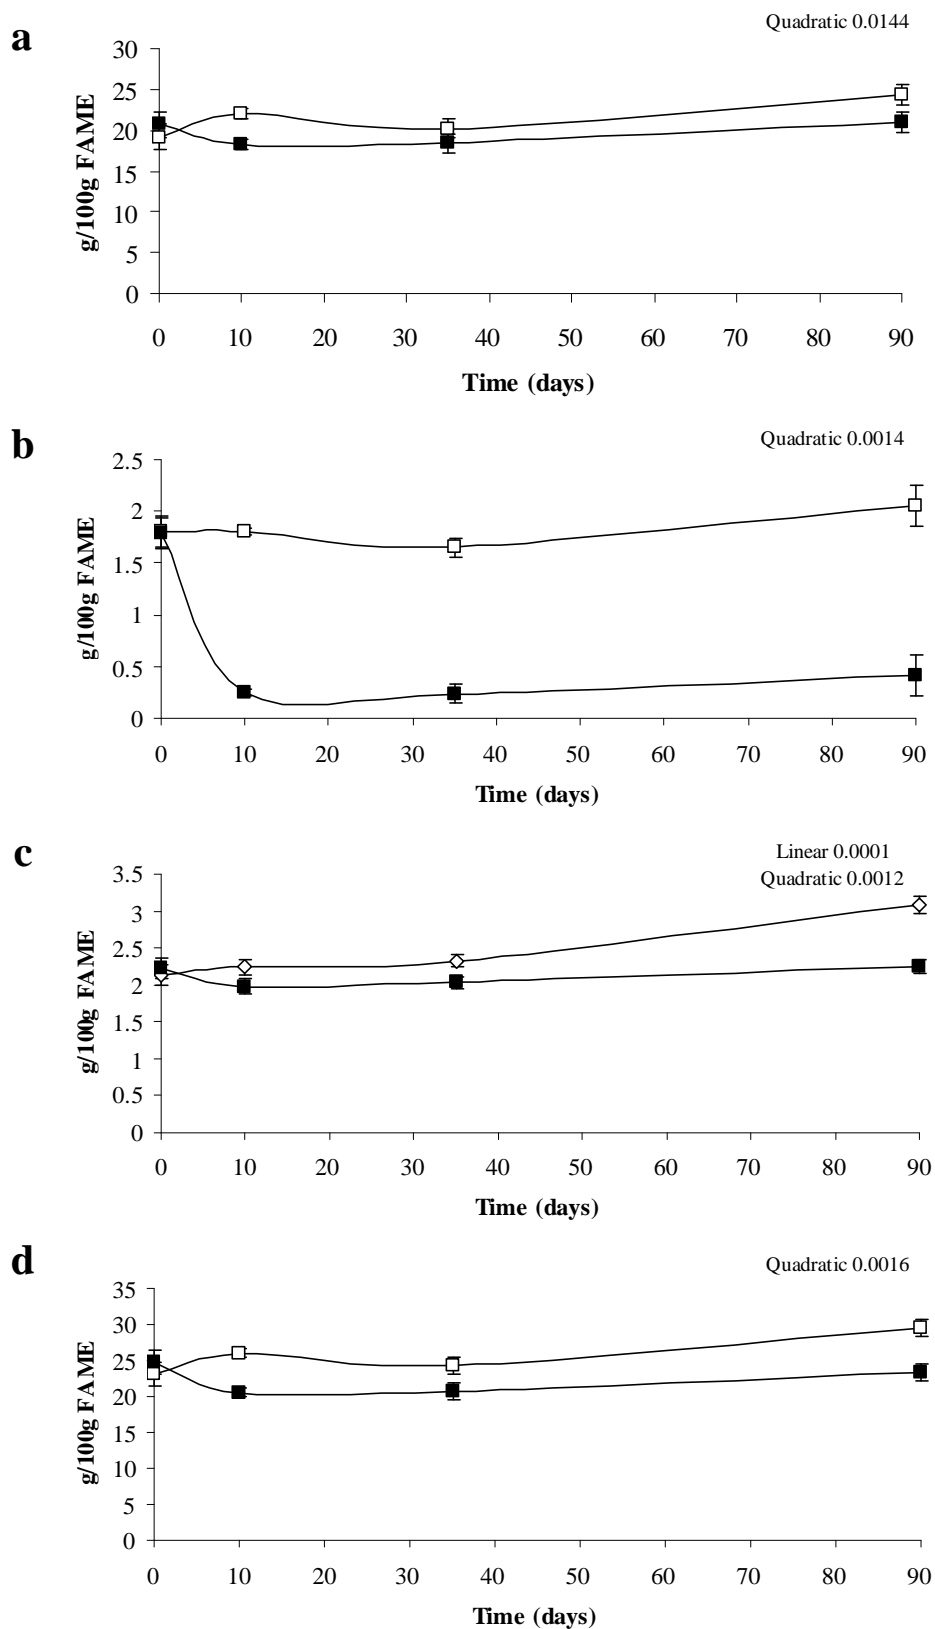 a
Quadratic 0.0144
30
25
20
15
10
5
0
g/100g FAME
0 10 20 30 40 50 60 70 80 90
Time (days)
b
Quadratic 0.0014
2.5
2
1.5
1
0.5
0
g/100g FAME
0 10 20 30 40 50 60 70 80 90
Time (days)
c
Linear 0.0001
Quadratic 0.0012
3.5
3
2.5
2
1.5
1
0.5
0
g/100g FAME
0 10 20 30 40 50 60 70 80 90
Time (days)
d
Quadratic 0.0016
35
30
25
20
15
10
5
0
g/100g FAME
0 10 20 30 40 50 60 70 80 90
Time (days)